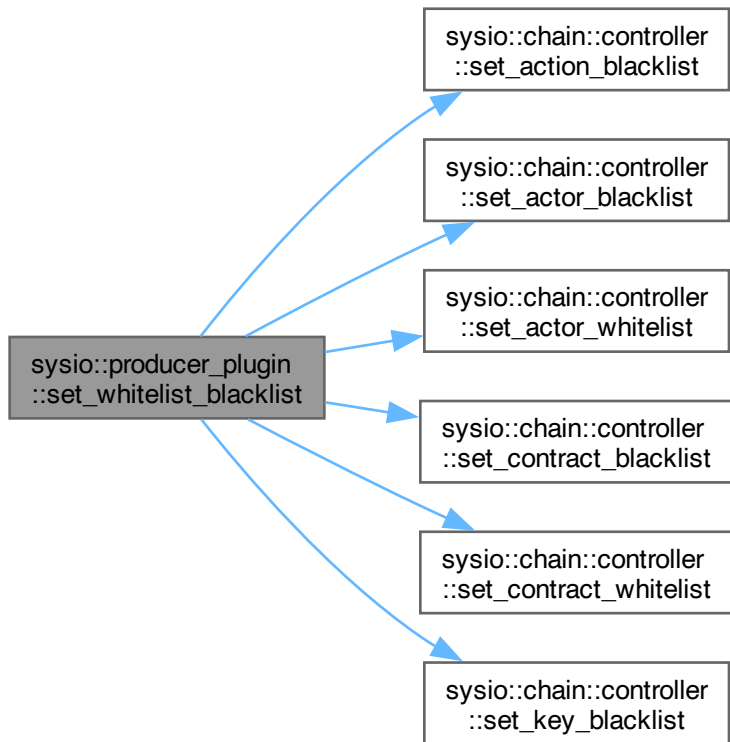 sysio::chain::controller
::set_action_blacklist
sysio::chain::controller
::set_actor_blacklist
sysio::chain::controller
::set_actor_whitelist
sysio::producer_plugin
::set_whitelist_blacklist
sysio::chain::controller
::set_contract_blacklist
sysio::chain::controller
::set_contract_whitelist
sysio::chain::controller
::set_key_blacklist